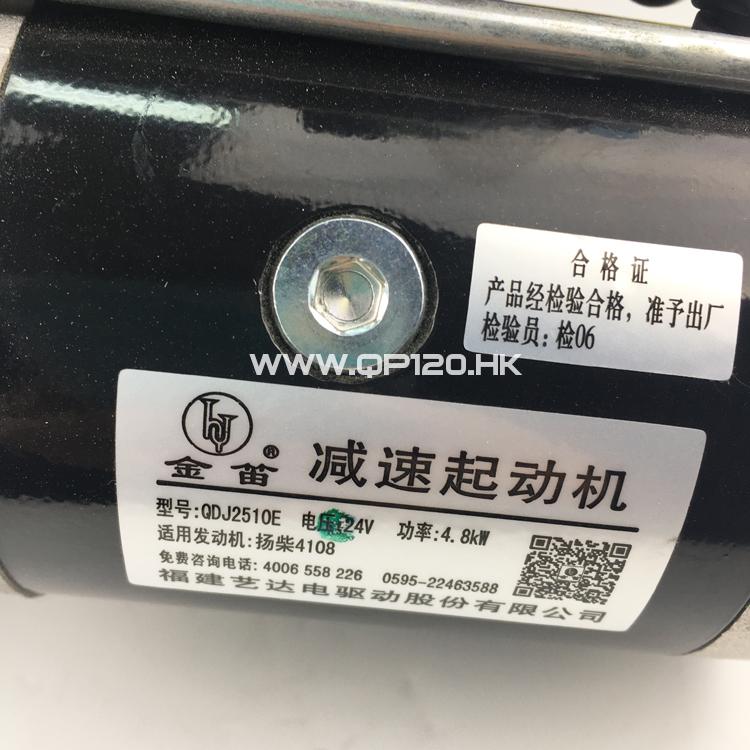 合格证
产品经检验合格，准予出厂
检验员：检06
WWW.QP120.HK
金笛® 减速起动机
型号:QDJ2510E 电压:24V 功率:4.8kW
适用发动机:扬柴4108
免费咨询电话: 4006 558 226 0595-22463588
福建艺达电驱动股份有限公司